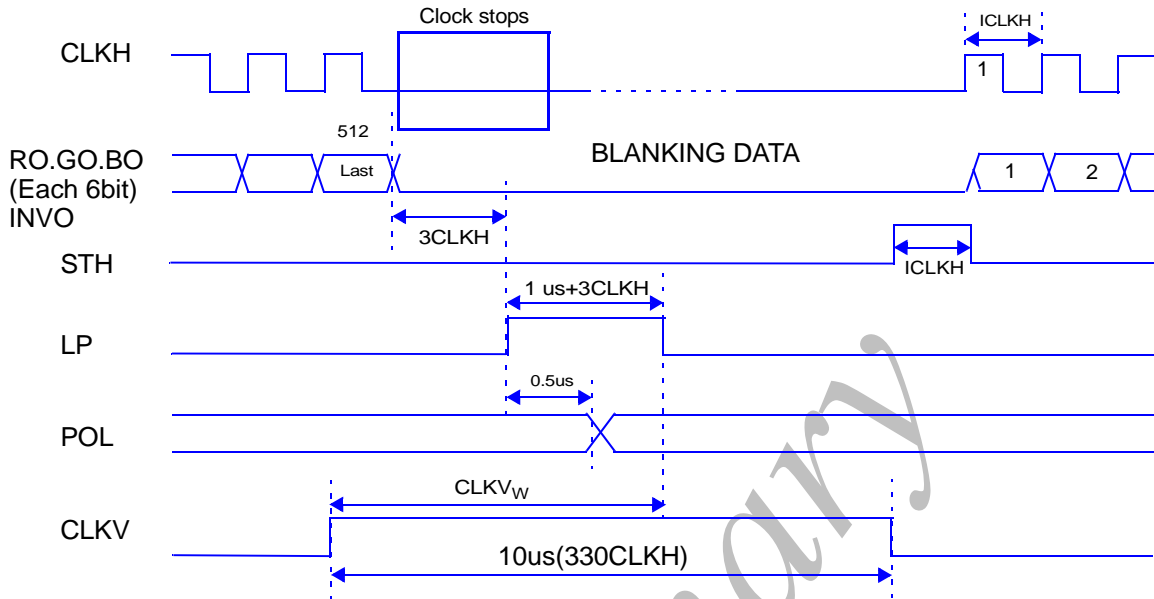 Clock stops
ICLKH
CLKH
1
512
RO.GO.BO
(Each 6bit)
INVO
Last
BLANKING DATA
1
2
3CLKH
STH
ICLKH
1 us+3CLKH
LP
0.5us
POL
CLKVW
CLKV
10us(330CLKH)